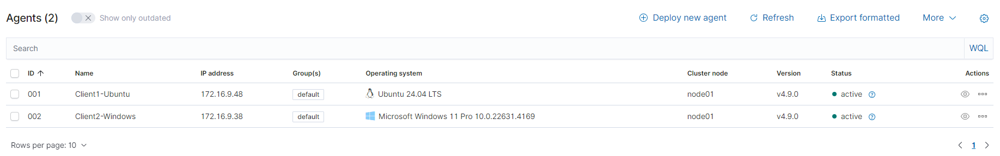 Agents (2) Show only outdated Deploy new agent Refresh Export formatted More
Search WQL
ID Name IP address Group(s) Operating system Cluster node Version Status Actions
001 Client1-Ubuntu 172.16.9.48 default Ubuntu 24.04 LTS node01 v4.9.0 active
002 Client2-Windows 172.16.9.38 default Microsoft Windows 11 Pro 10.0.22631.4169 node01 v4.9.0 active
Rows per page: 10 1